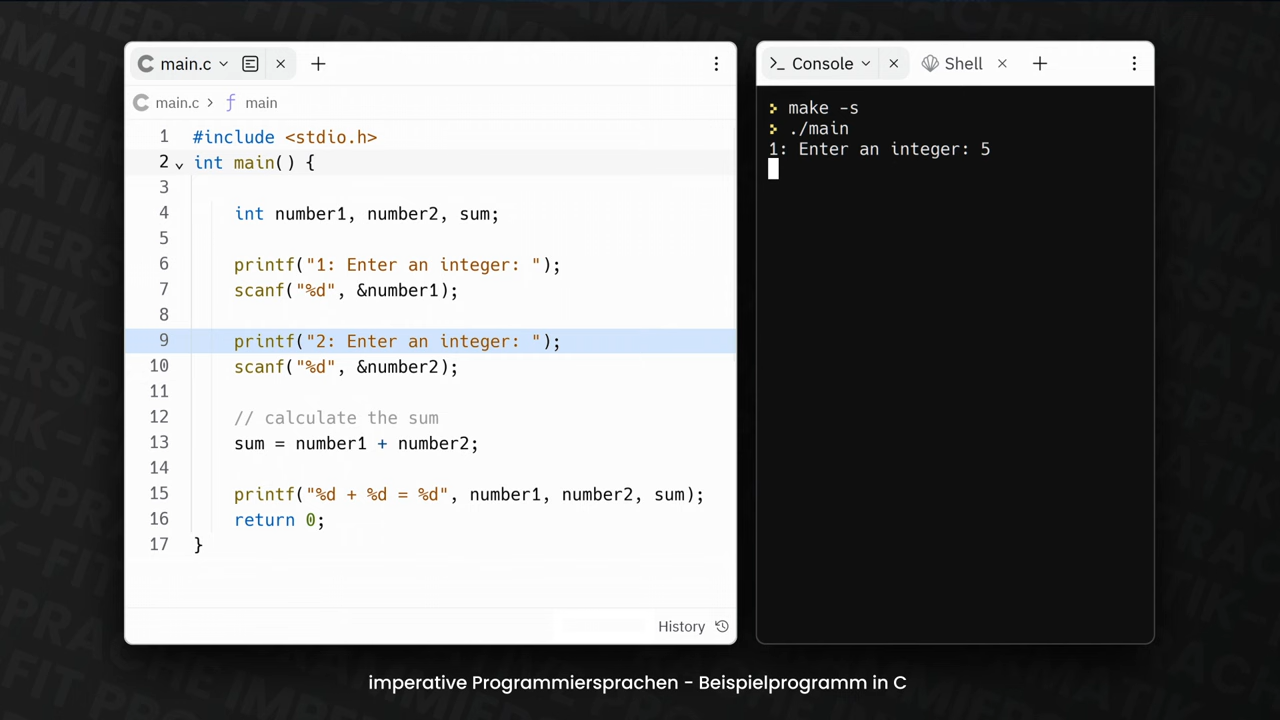 main.c
main.c > main
1 #include <stdio.h>
2 int main() {
3
4 int number1, number2, sum;
5
6 printf("1: Enter an integer: ");
7 scanf("%d", &number1);
8
9 printf("2: Enter an integer: ");
10 scanf("%d", &number2);
11
12 // calculate the sum
13 sum = number1 + number2;
14
15 printf("%d + %d = %d", number1, number2, sum);
16 return 0;
17 }
History
Console
Shell
make -s
./main
1: Enter an integer: 5
imperative Programmiersprachen - Beispielprogramm in C